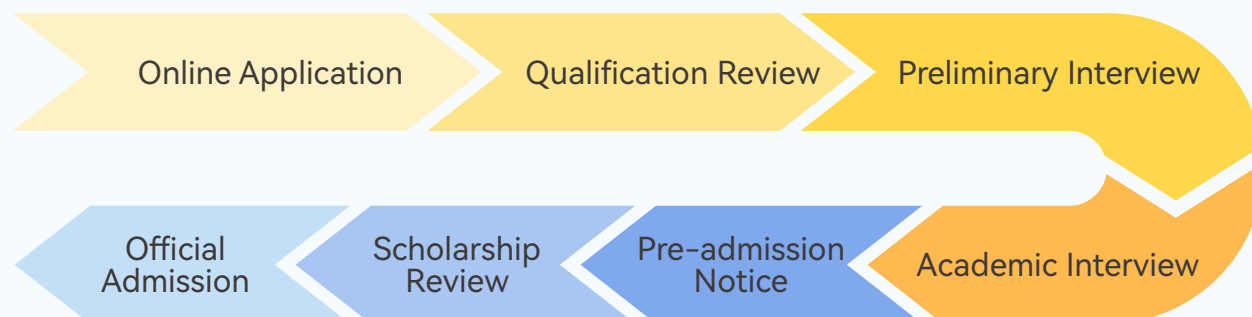 Online Application
Qualification Review
Preliminary Interview
Academic Interview
Pre-admission
Notice
Scholarship
Review
Official
Admission